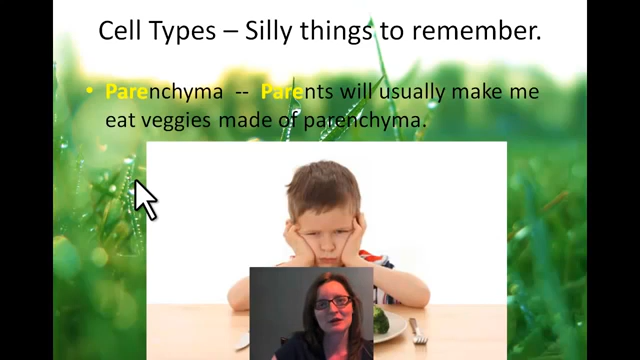 Cell Types – Silly things to remember.
• Parenchyma -- Parents will usually make me
eat veggies made of parenchyma.